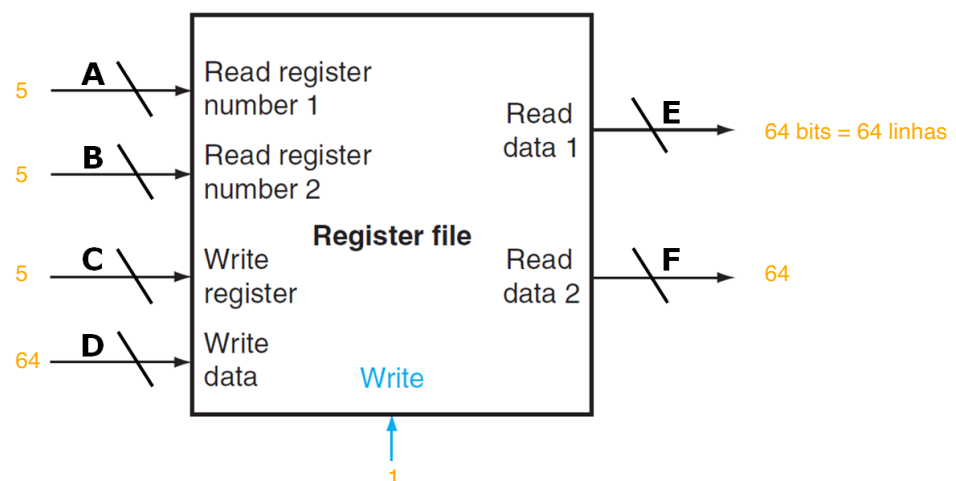 5
A
Read register
number 1
5
B
Read register
number 2
Register file
5
C
Write
register
64
D
Write
data
Write
1
Read
data 1
E
64 bits = 64 linhas
Read
data 2
F
64